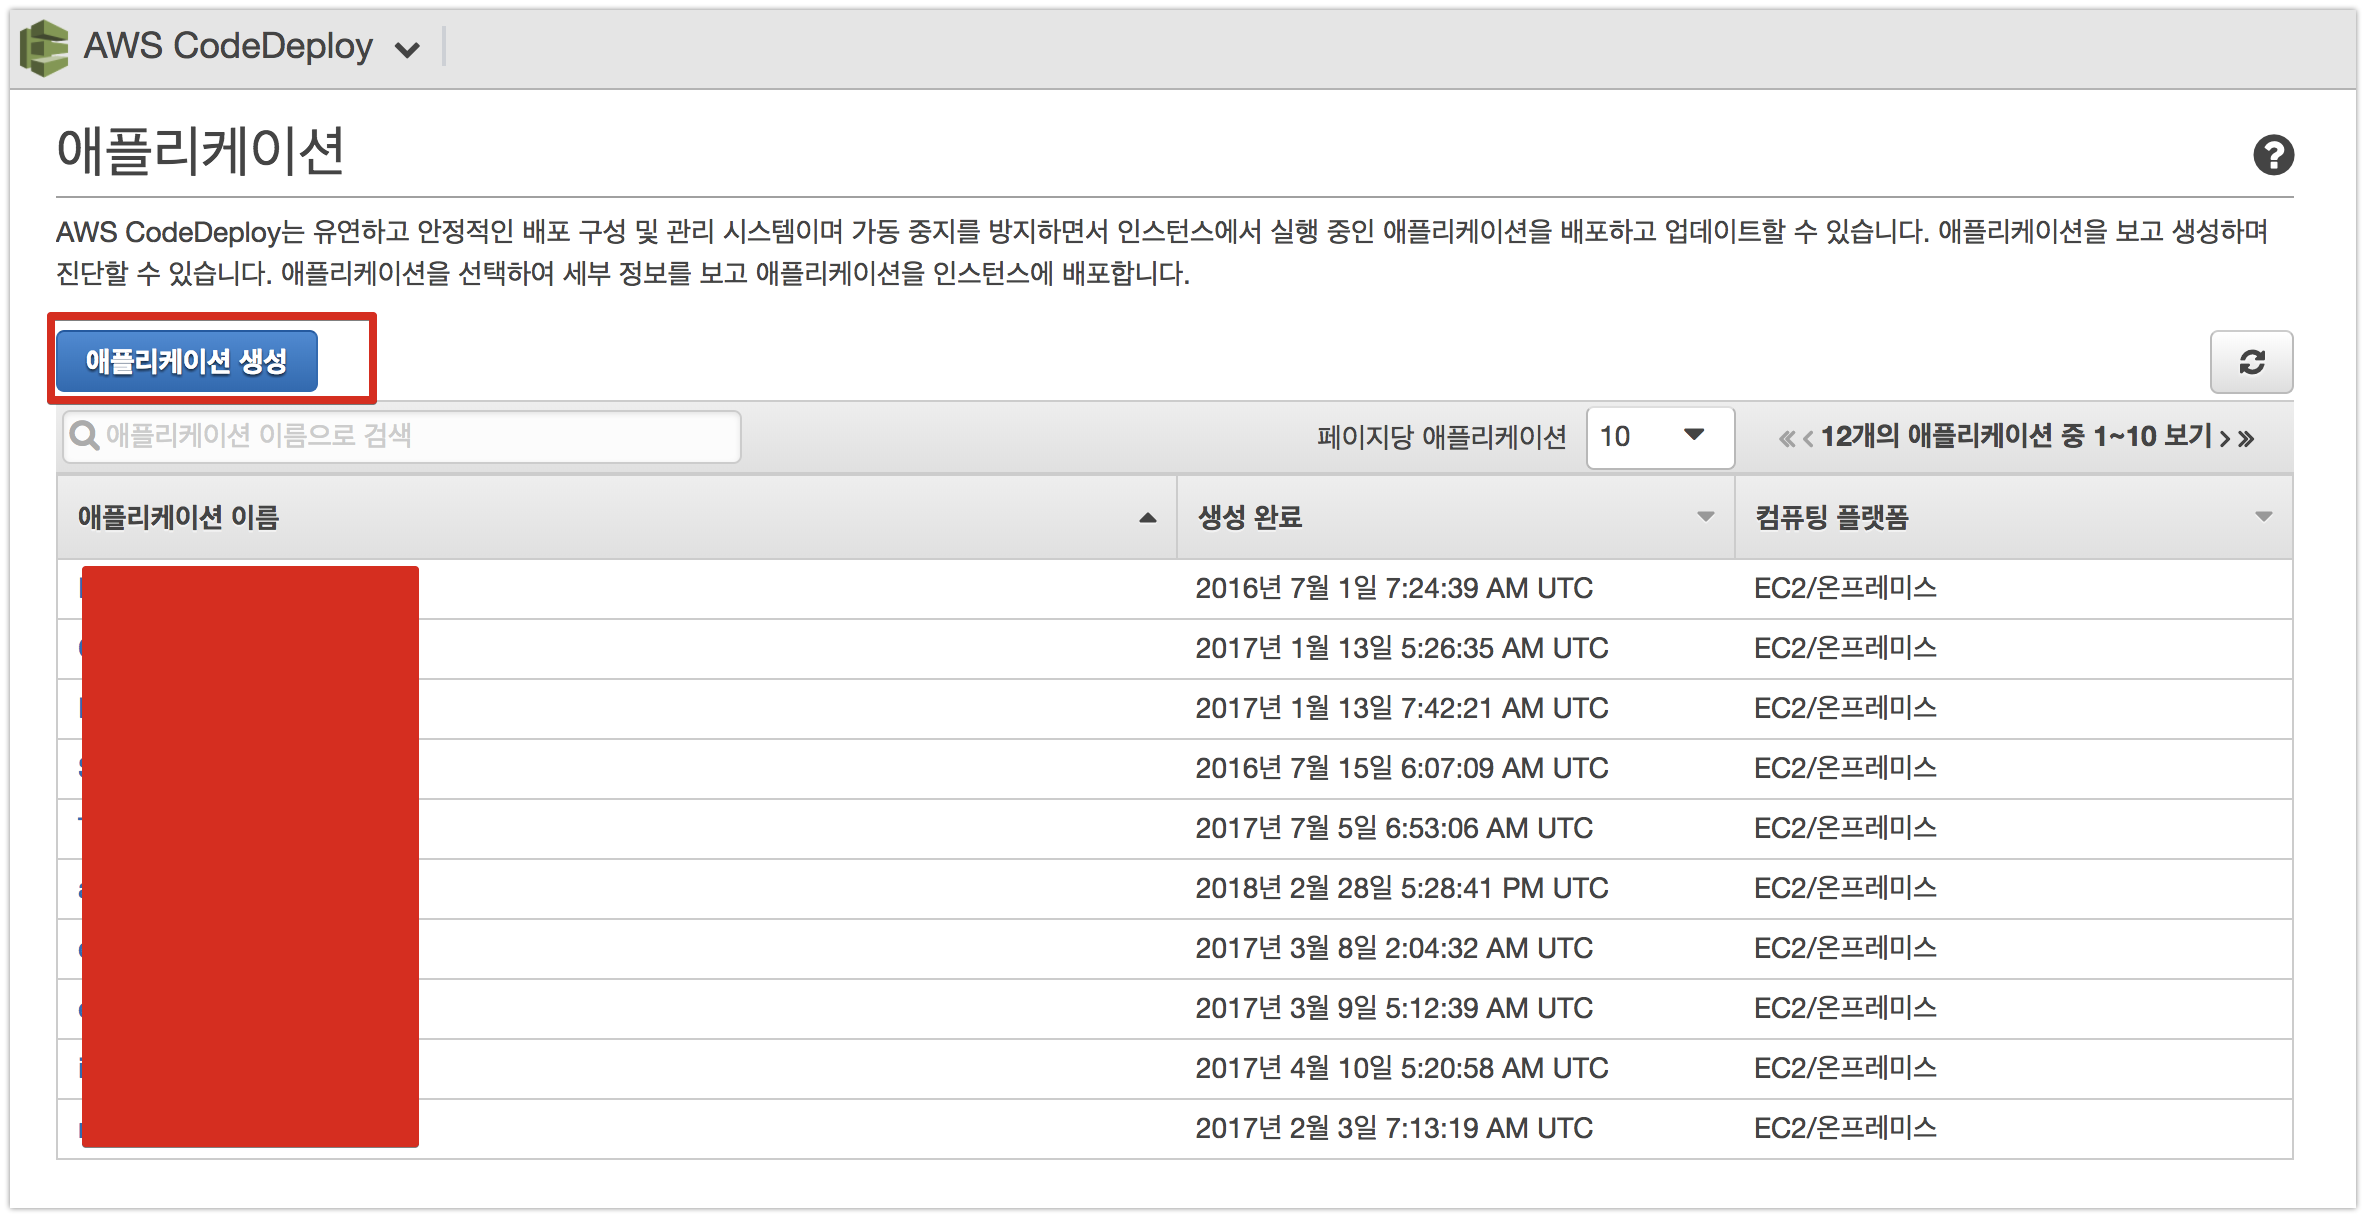 AWS CodeDeploy
애플리케이션
AWS CodeDeploy는 유연하고 안정적인 배포 구성 및 관리 시스템이며 가동 중지를 방지하면서 인스턴스에서 실행 중인 애플리케이션을 배포하고 업데이트할 수 있습니다. 애플리케이션을 보고 생성하며
진단할 수 있습니다. 애플리케이션을 선택하여 세부 정보를 보고 애플리케이션을 인스턴스에 배포합니다.
애플리케이션 생성
애플리케이션 이름으로 검색 페이지당 애플리케이션 10 « ‹ 12개의 애플리케이션 중 1~10 보기 › »
애플리케이션 이름 생성 완료 컴퓨팅 플랫폼
2016년 7월 1일 7:24:39 AM UTC EC2/온프레미스
2017년 1월 13일 5:26:35 AM UTC EC2/온프레미스
2017년 1월 13일 7:42:21 AM UTC EC2/온프레미스
2016년 7월 15일 6:07:09 AM UTC EC2/온프레미스
2017년 7월 5일 6:53:06 AM UTC EC2/온프레미스
2018년 2월 28일 5:28:41 PM UTC EC2/온프레미스
2017년 3월 8일 2:04:32 AM UTC EC2/온프레미스
2017년 3월 9일 5:12:39 AM UTC EC2/온프레미스
2017년 4월 10일 5:20:58 AM UTC EC2/온프레미스
2017년 2월 3일 7:13:19 AM UTC EC2/온프레미스